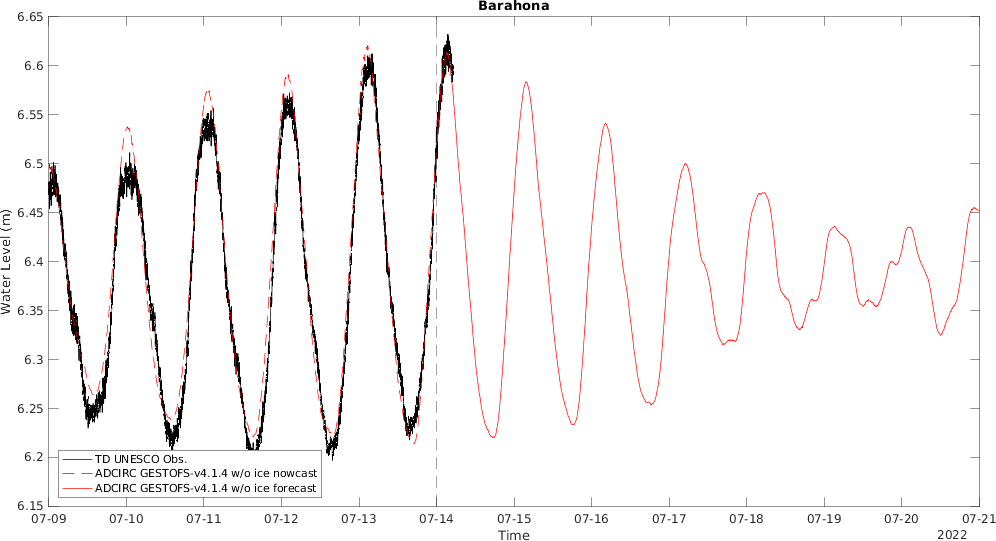 Barahona
6.65
6.6
6.55
6.5
6.45
6.4
6.35
6.3
6.25
6.2
6.15
Water Level (m)
TD UNESCO Obs.
ADCIRC GESTOFS-v4.1.4 w/o ice nowcast
ADCIRC GESTOFS-v4.1.4 w/o ice forecast
07-09 07-10 07-11 07-12 07-13 07-14 07-15 07-16 07-17 07-18 07-19 07-20 07-21
Time
2022